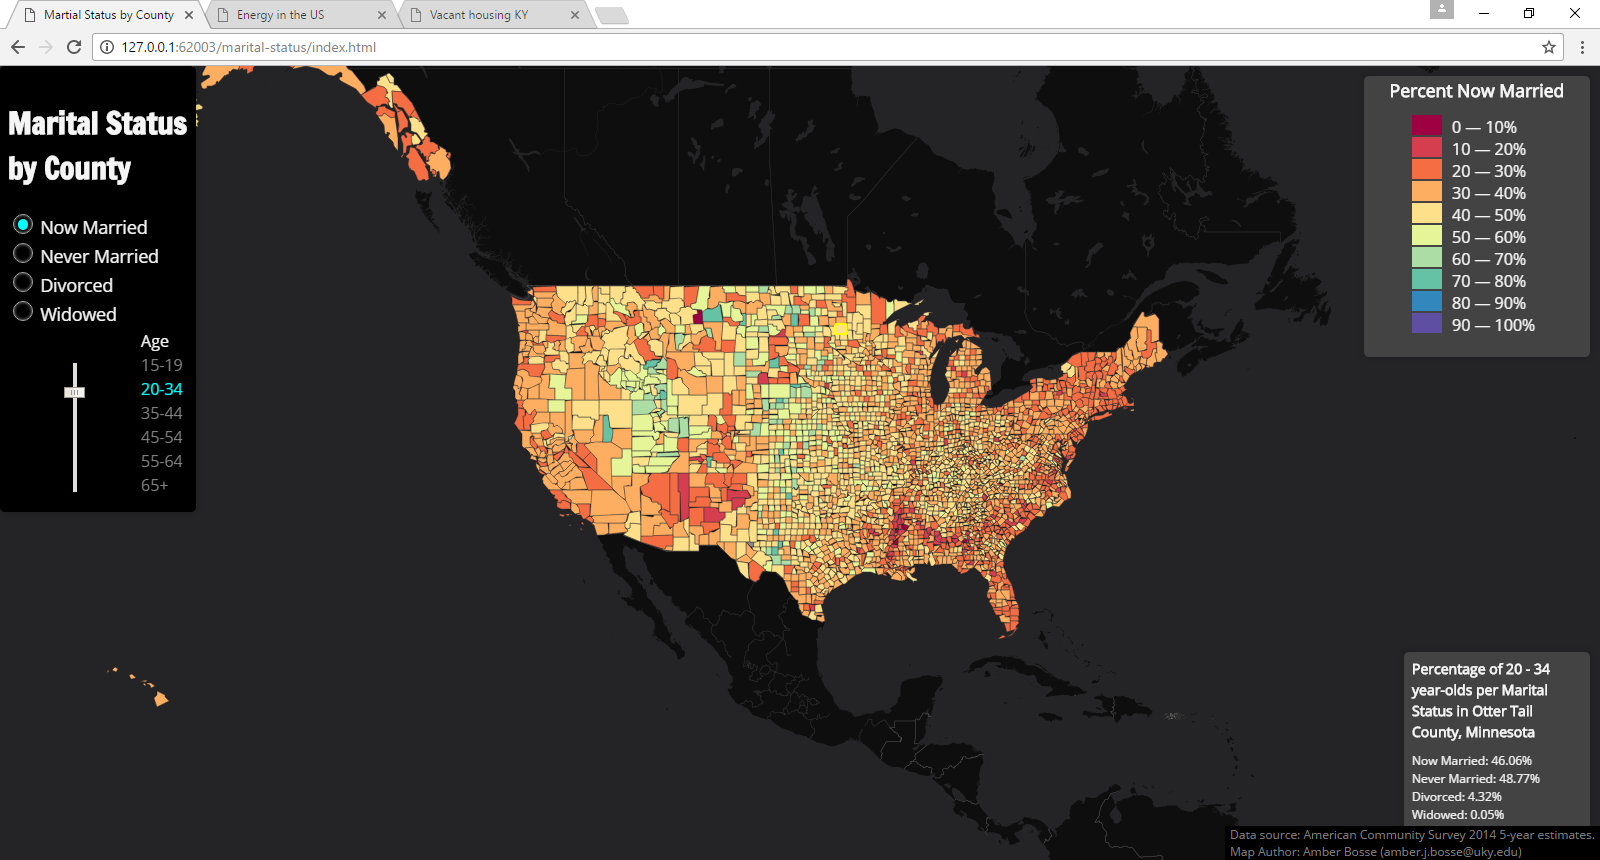 Martial Status by County
Energy in the US
Vacant housing KY
127.0.0.1:62003/marital-status/index.html
Marital Status
by County
Now Married
Never Married
Divorced
Widowed
Age
15-19
20-34
35-44
45-54
55-64
65+
Percent Now Married
0 — 10%
10 — 20%
20 — 30%
30 — 40%
40 — 50%
50 — 60%
60 — 70%
70 — 80%
80 — 90%
90 — 100%
Percentage of 20 - 34
year-olds per Marital
Status in Otter Tail
County, Minnesota
Now Married: 46.06%
Never Married: 48.77%
Divorced: 4.32%
Widowed: 0.05%
Data source: American Community Survey 2014 5-year estimates.
Map Author: Amber Bosse (amber.j.bosse@uky.edu)